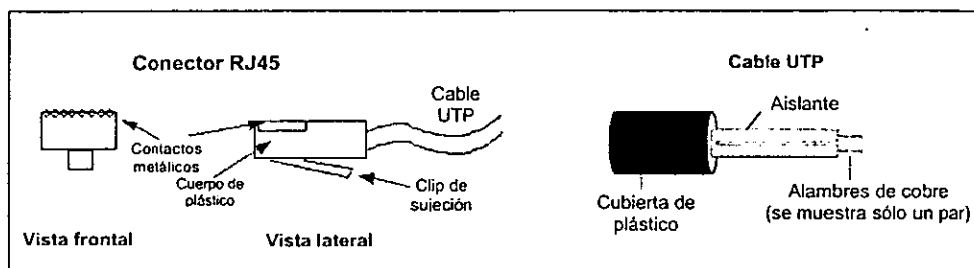 Conector RJ45
Contactos
metálicos
Cuerpo de
plástico
Cable
UTP
Clip de
sujeción
Vista frontal
Vista lateral
Cable UTP
Aislante
Cubierta de
plástico
Alambres de cobre
(se muestra sólo un par)